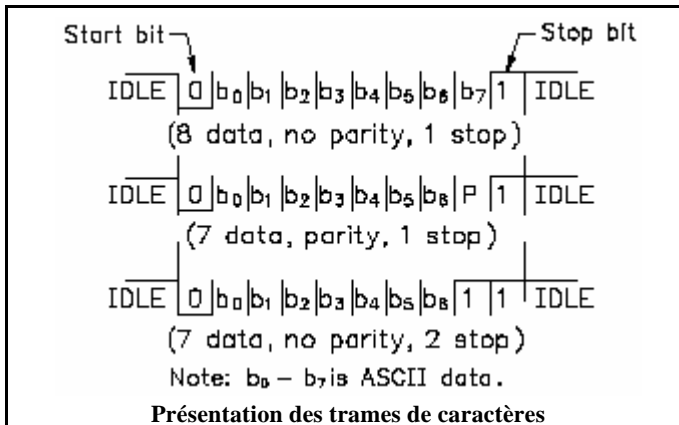 Start bit Stop bit
IDLE 0 b₀ b₁ b₂ b₃ b₄ b₅ b₆ b₇ 1 IDLE
(8 data, no parity, 1 stop)
IDLE 0 b₀ b₁ b₂ b₃ b₄ b₅ b₆ P 1 IDLE
(7 data, parity, 1 stop)
IDLE 0 b₀ b₁ b₂ b₃ b₄ b₅ b₆ 1 1 IDLE
(7 data, no parity, 2 stop)
Note: b₀ – b₇ is ASCII data.
Présentation des trames de caractères